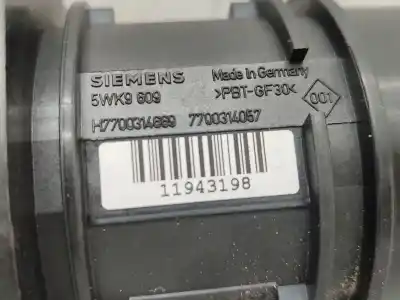 SIEMENS Made in Germany
5WK9 609 >PBT-GF30< 001
H7700314669 7700314057
11943198